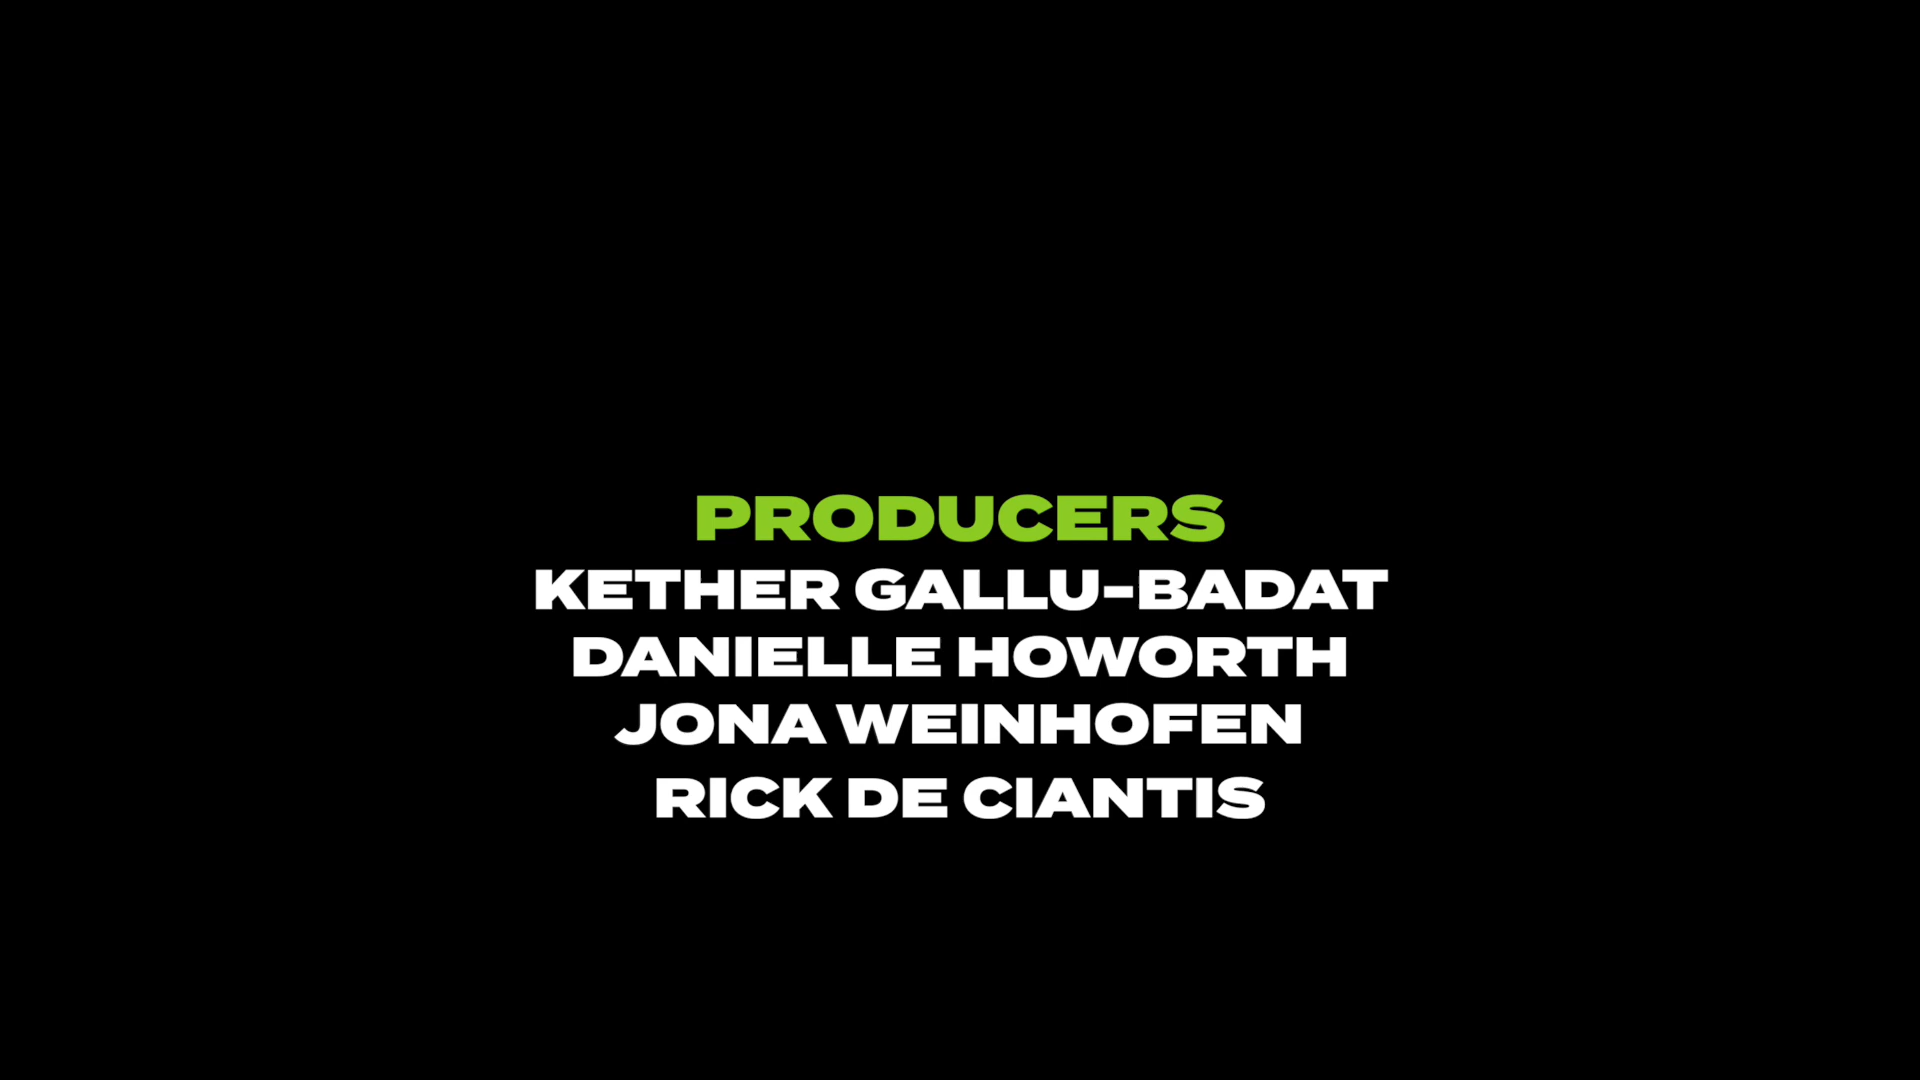 PRODUCERS
KETHER GALLU-BADAT
DANIELLE HOWORTH
JONA WEINHOFEN
RICK DE CIANTIS